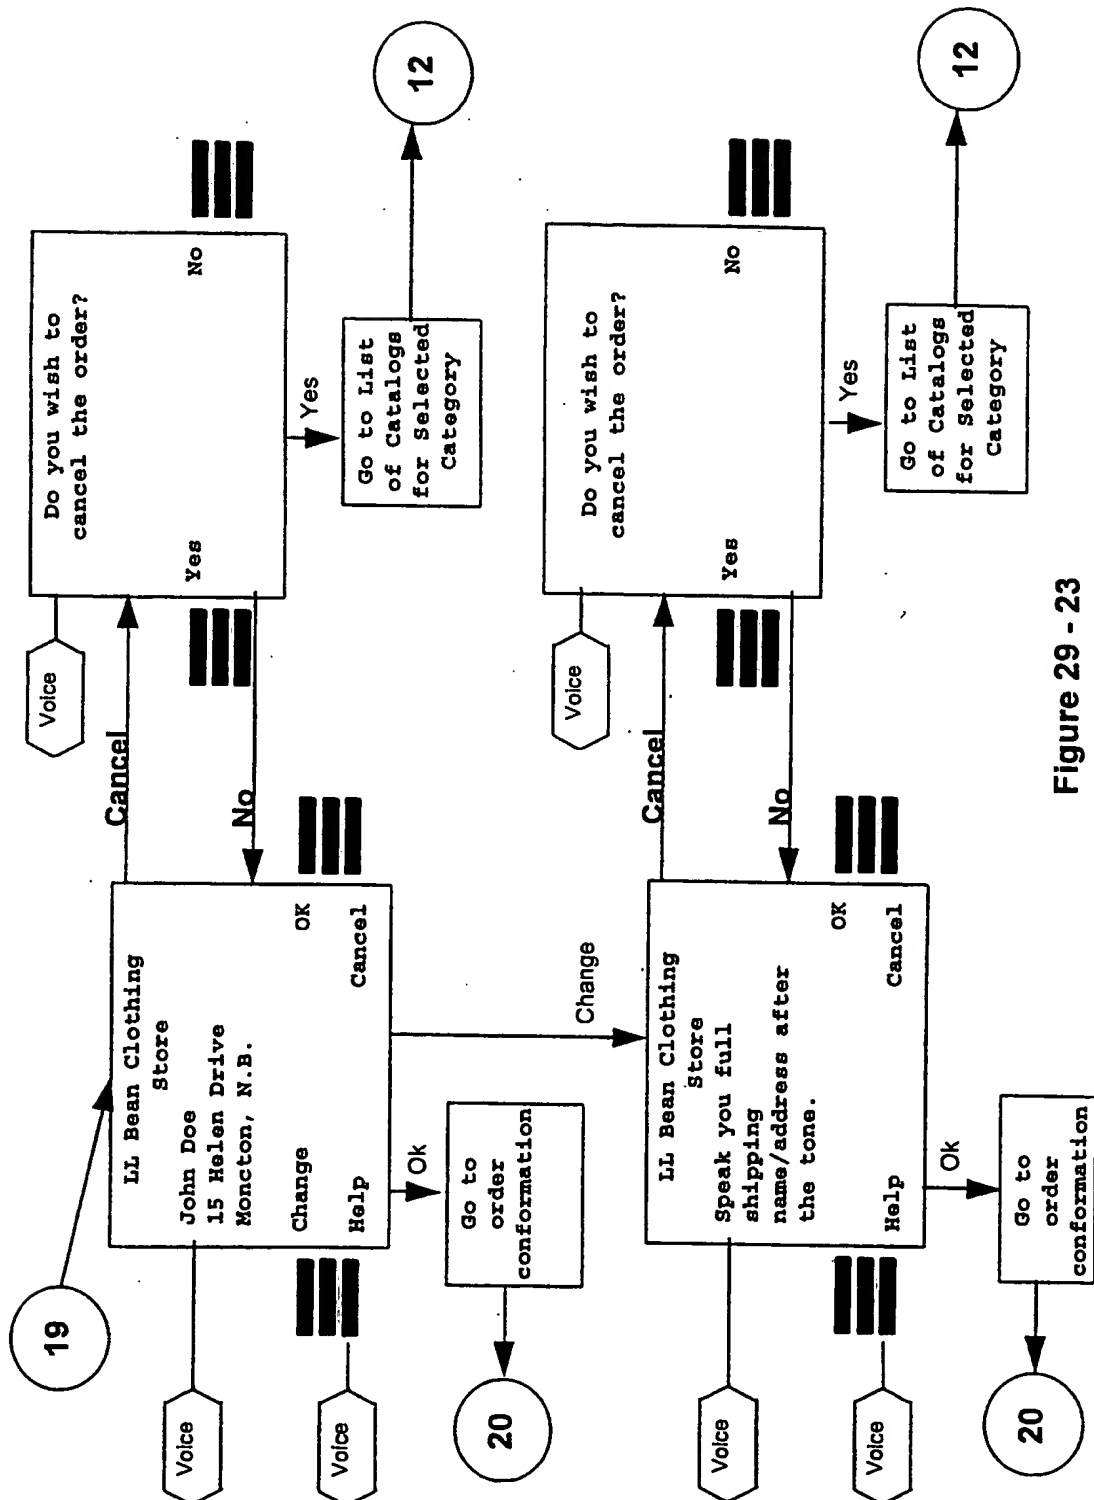 19
LL Bean Clothing
Store
John Doe
15 Helen Drive
Moncton, N.B.
Change
OK
Help
Cancel
Voice
Voice
Cancel
No
Voice
Do you wish to
cancel the order?
Yes
No
Yes
Go to List
of Catalogs
for Selected
Category
12
Ok
Go to
order
conformation
20
Change
LL Bean Clothing
Store
Speak you full
shipping
name/address after
the tone.
OK
Help
Cancel
Voice
Voice
Cancel
No
Voice
Do you wish to
cancel the order?
Yes
No
Yes
Go to List
of Catalogs
for Selected
Category
12
Ok
Go to
order
conformation
20
Figure 29 - 23